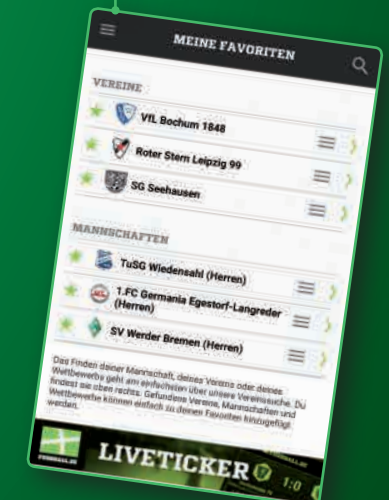 MEINE FAVORITEN
VEREINE
VfL Bochum 1848
Roter Stern Leipzig 99
SG Seehausen
MANNSCHAFTEN
TuSG Wiedensahl (Herren)
1.FC Germania Egestorf-Langreder
(Herren)
SV Werder Bremen (Herren)
Das Finden deiner Mannschaft, deines Vereins oder deines
Wettbewerbs geht am einfachsten über unsere Vereinssuche. Du
findest sie oben rechts. Gefundene Vereine, Mannschaften und
Wettbewerbe können einfach zu deinen Favoriten hinzugefügt
werden.
FUSSBALL.DE
LIVETICKER
1:0